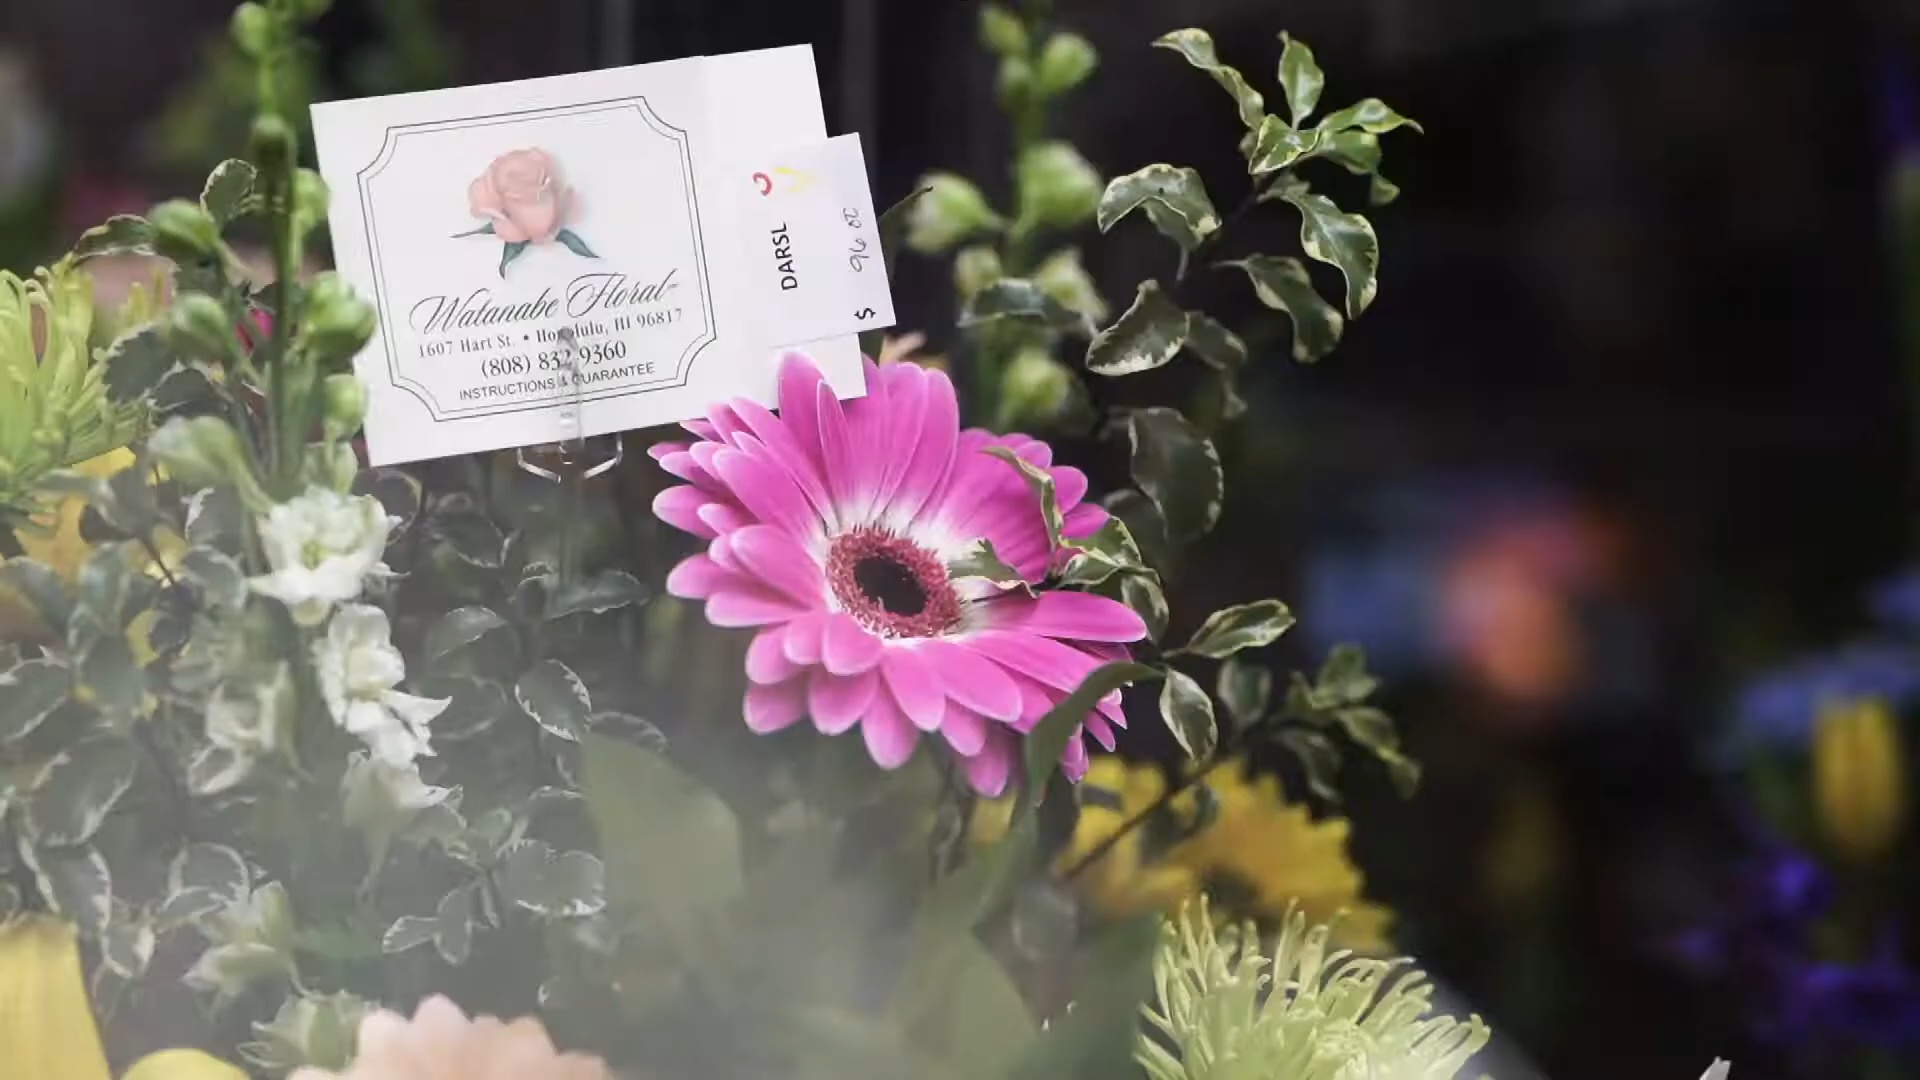 Watanabe Floral
1607 Hart St. • Honolulu, HI 96817
(808) 832-9360
INSTRUCTIONS & GUARANTEE
DARSL
$ 96 00